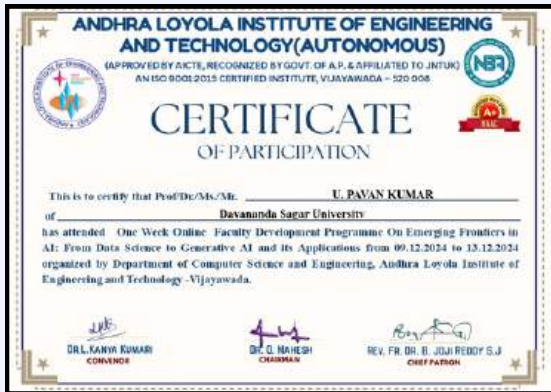 ANDHRA LOYOLA INSTITUTE OF ENGINEERING
AND TECHNOLOGY(AUTONOMOUS)
(APPROVED BY AICTE, RECOGNIZED BY GOVT. OF A.P. & AFFILIATED TO JNTUK)
AN ISO 9001:2015 CERTIFIED INSTITUTE, VIJAYAWADA – 520 008
NBA
A+
NAAC
CERTIFICATE
OF PARTICIPATION
This is to certify that Prof/Dr./Ms./Mr. U. PAVAN KUMAR
of Dayananda Sagar University
has attended One Week Online Faculty Development Programme On Emerging Frontiers in
AI: From Data Science to Generative AI and its Applications from 09.12.2024 to 13.12.2024
organized by Department of Computer Science and Engineering, Andhra Loyola Institute of
Engineering and Technology -Vijayawada.
DR.L.KANYA KUMARI
CONVENOR
DR. O. MAHESH
CHAIRMAN
REV. FR. DR. B. JOJI REDDY S.J
CHIEF PATRON